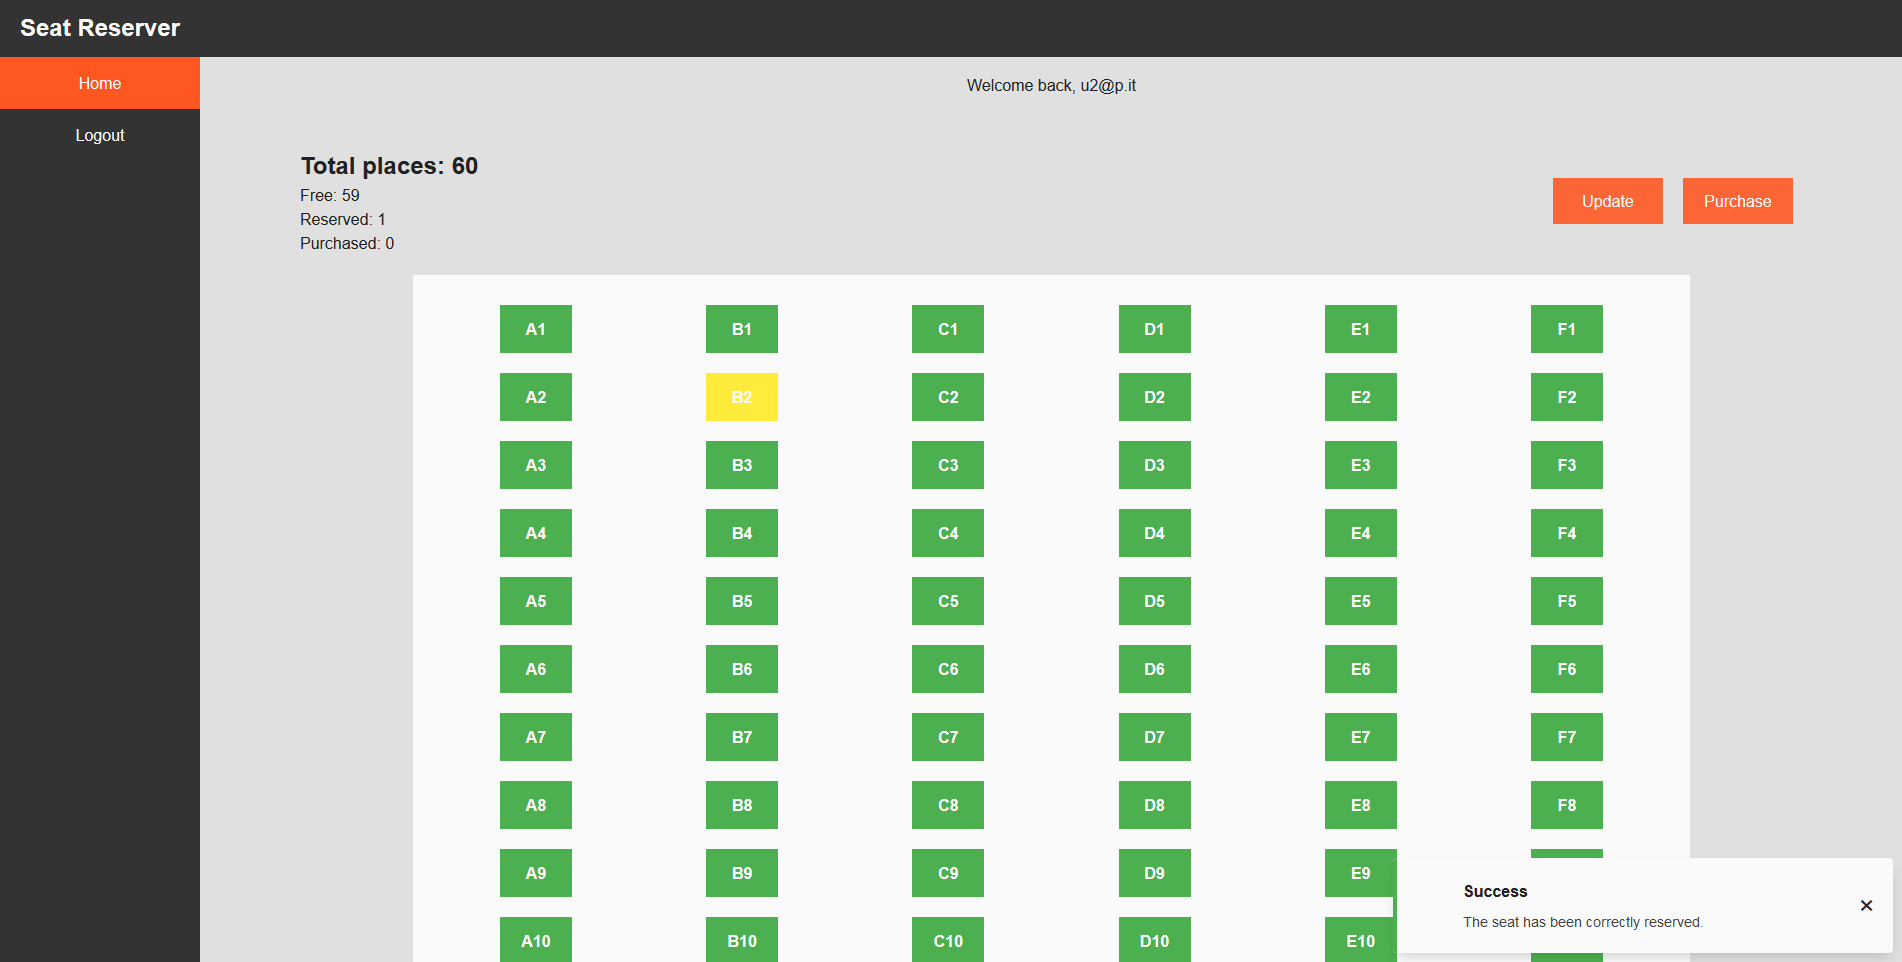 Seat Reserver
Home
Logout
Welcome back, u2@p.it
Total places: 60
Free: 59
Reserved: 1
Purchased: 0
Update Purchase
A1 B1 C1 D1 E1 F1
A2 B2 C2 D2 E2 F2
A3 B3 C3 D3 E3 F3
A4 B4 C4 D4 E4 F4
A5 B5 C5 D5 E5 F5
A6 B6 C6 D6 E6 F6
A7 B7 C7 D7 E7 F7
A8 B8 C8 D8 E8 F8
A9 B9 C9 D9 E9
A10 B10 C10 D10 E10
Success
The seat has been correctly reserved.